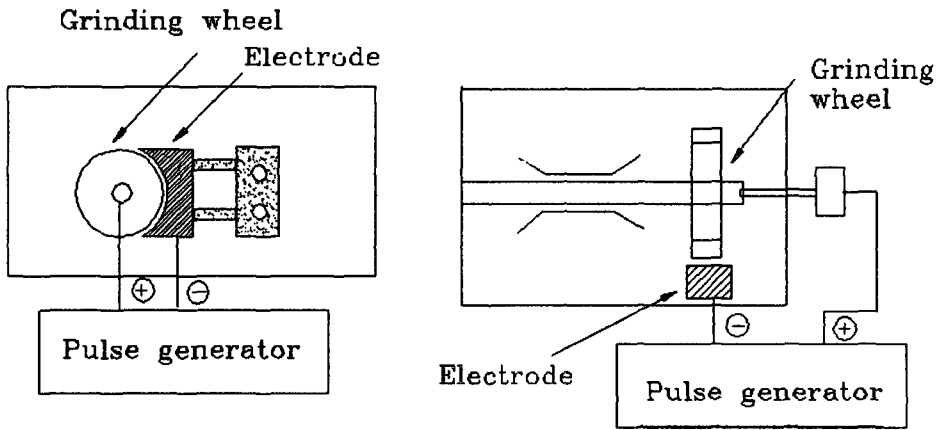 Grinding wheel
Electrode
+
−
Pulse generator
Grinding
wheel
Electrode
−
+
Pulse generator